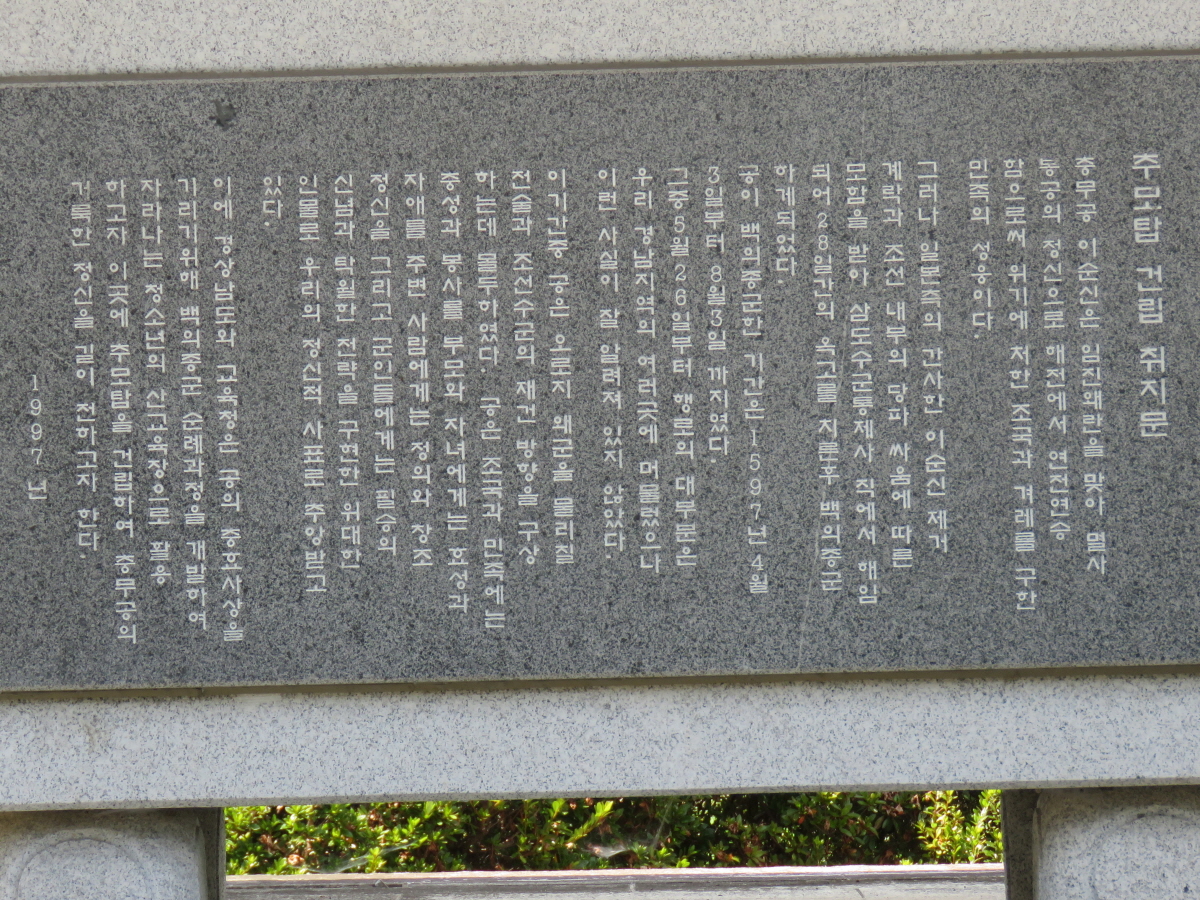 추모탑 건립 취지문
충무공 이순신은 임진왜란을 맞아 멸사
봉공의 정신으로 해전에서 연전연승
함으로써 위기에 처한 조국과 겨레를 구한
민족의 성웅이다.
그러나 일본측의 간사한 이순신 제거
계략과 조선 내부의 당파 싸움에 따른
모함을 받아 삼도수군통제사 직에서 해임
되어 28일간의 옥고를 치른후 백의종군
하게되었다.
공이 백의종군한 기간은 1597년 4월
3일부터 8월3일 까지였다.
그중5월26일부터 행로의 대부분은
우리 경남지역의 여러곳에 머물렀으나
이런 사실이 잘 알려져 있지 않았다.
이기간중 공은 오로지 왜군을 물리칠
전술과 조선수군의 재건 방향을 구상
하는데 몰두하였다. 공은 조국과 민족에는
충성과 봉사를 부모와 자녀에게는 효성과
자애를 주변 사람에게는 정의와 창조
정신을 그리고 군인들에게는 필승의
신념과 탁월한 전략을 구현한 위대한
인물로 우리의 정신적 사표로 추앙받고
있다.
이에 경상남도와 교육청은 공의 충효사상을
기리기위해 백의종군 순례과정을 개발하여
자라나는 청소년의 산교육장으로 활용
하고자 이곳에 추모탑을 건립하여 충무공의
거룩한 정신을 길이 전하고자 한다.
1997년